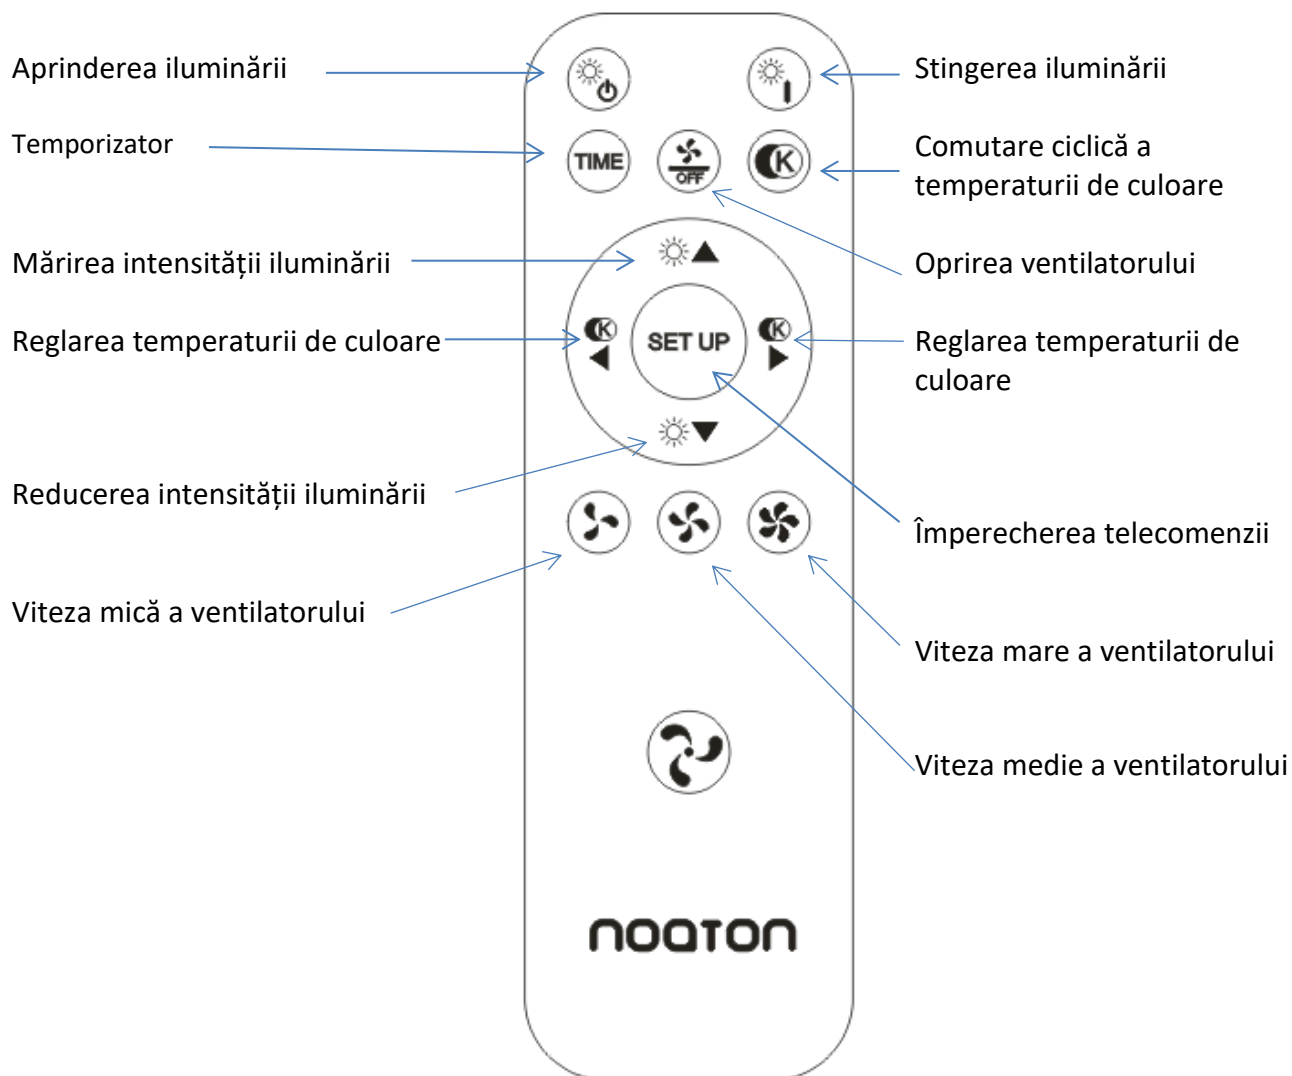 Aprinderea iluminării
Stingerea iluminării
Temporizator
TIME
OFF
K
Comutare ciclică a
temperaturii de culoare
Mărirea intensității iluminării
Oprirea ventilatorului
Reglarea temperaturii de culoare
K
SET UP
K
Reglarea temperaturii de
culoare
Reducerea intensității iluminării
Împerecherea telecomenzii
Viteza mică a ventilatorului
Viteza mare a ventilatorului
Viteza medie a ventilatorului
noaton